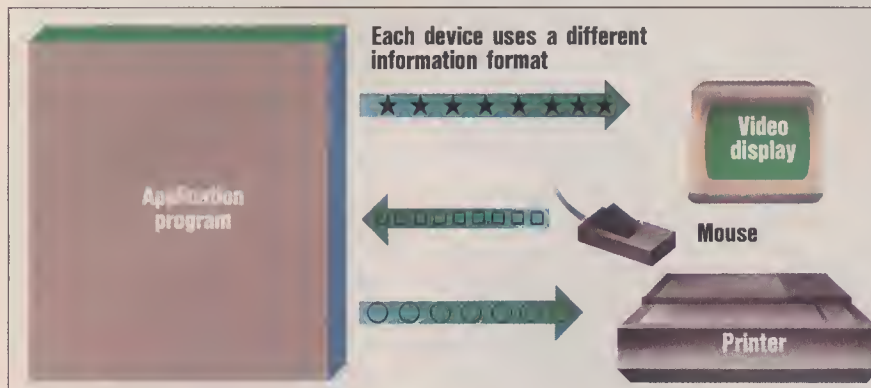 Each device uses a different
information format
Video
display
Application
program
Mouse
Printer